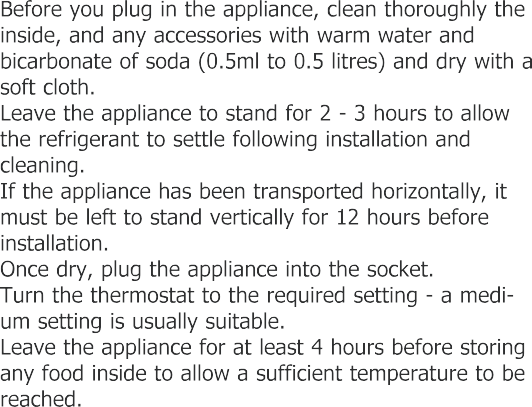 Before you plug in the appliance, clean thoroughly the
inside, and any accessories with warm water and
bicarbonate of soda (0.5ml to 0.5 litres) and dry with a
soft cloth.
Leave the appliance to stand for 2 - 3 hours to allow
the refrigerant to settle following installation and
cleaning.
If the appliance has been transported horizontally, it
must be left to stand vertically for 12 hours before
installation.
Once dry, plug the appliance into the socket.
Turn the thermostat to the required setting - a medi-
um setting is usually suitable.
Leave the appliance for at least 4 hours before storing
any food inside to allow a sufficient temperature to be
reached.